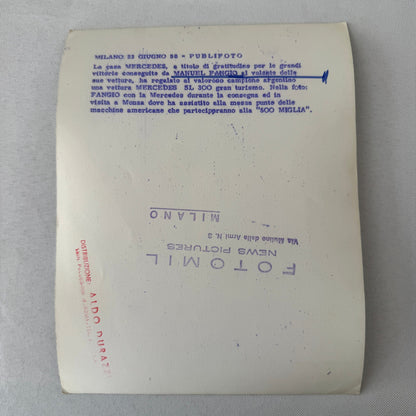 MILANO 23 GIUGNO 58 - PUBLIFOTO
La casa MERCEDES, a titolo di gratitudine per le grandi
vittorie conseguite da MANUEL FANGIO al volante delle
sue vetture, ha regalato al valoroso campione argentino
una vettura MERCEDES SL 300 gran turismo. Nella foto:
FANGIO con la Mercedes durante la consegna ed in
visita a Monza dove ha assistito alla messa punto delle
macchine americane che parteciperanno alla "500 MIGLIA".
FOTOMIL
NEWS PICTURES
Via Mulino delle Armi N. 3
MILANO
DISTRIBUZIONE:
ALDO DURAZZI